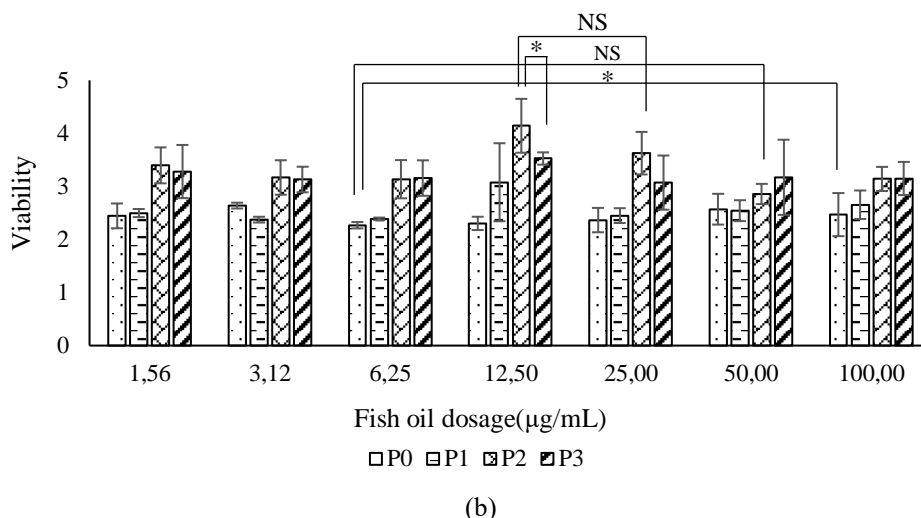 NS
*
NS
*
5
4
3
2
1
0
Viability
1,56 3,12 6,25 12,50 25,00 50,00 100,00
Fish oil dosage(µg/mL)
P0 P1 P2 P3
(b)